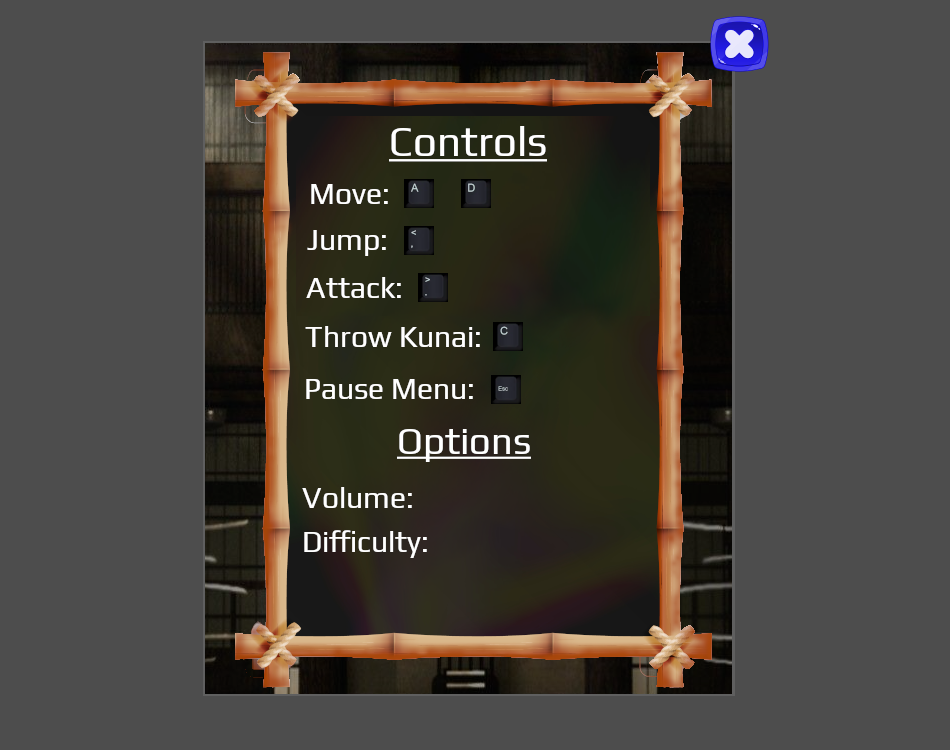 Controls
Move: A D
Jump: < ,
Attack: > .
Throw Kunai: C
Pause Menu: Esc
Options
Volume:
Difficulty: